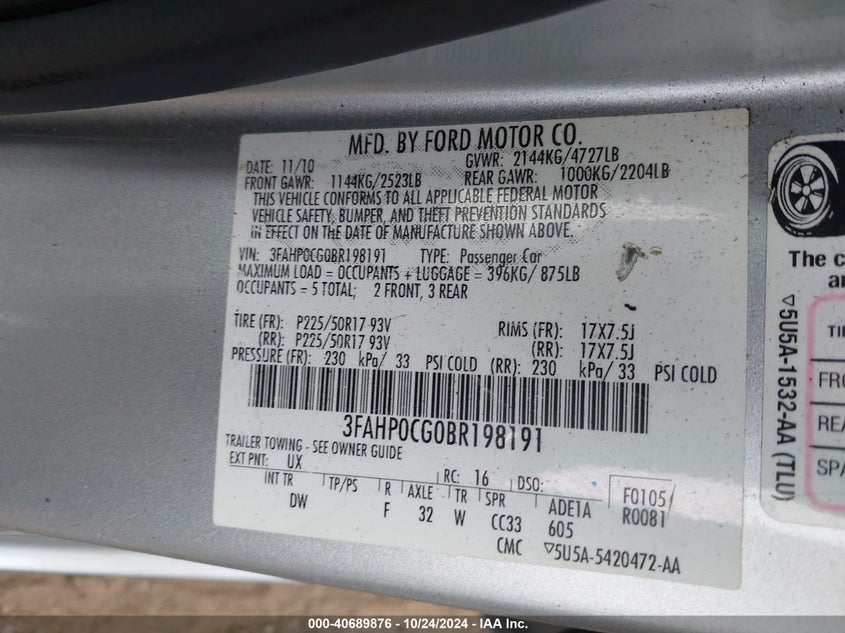 MFD. BY FORD MOTOR CO.
DATE: 11/10 GVWR: 2144KG/4727LB
FRONT GAWR: 1144KG/2523LB REAR GAWR: 1000KG/2204LB
THIS VEHICLE CONFORMS TO ALL APPLICABLE FEDERAL MOTOR
VEHICLE SAFETY, BUMPER, AND THEFT PREVENTION STANDARDS
IN EFFECT ON THE DATE OF MANUFACTURE SHOWN ABOVE.
VIN: 3FAHP0CG0BR198191 TYPE: Passenger Car
MAXIMUM LOAD = OCCUPANTS + LUGGAGE = 396KG/ 875LB
OCCUPANTS = 5 TOTAL; 2 FRONT, 3 REAR
TIRE (FR): P225/50R17 93V RIMS (FR): 17X7.5J
(RR): P225/50R17 93V (RR): 17X7.5J
PRESSURE (FR): 230 kPa/ 33 PSI COLD (RR): 230 kPa/ 33 PSI COLD
3FAHP0CG0BR198191
TRAILER TOWING - SEE OWNER GUIDE
EXT PNT: UX RC: 16 DSO:
INT TR TP/PS R AXLE TR SPR ADE1A F0105/
DW F 32 W CC33 605 R0081
CMC ▽5U5A-5420472-AA
The c
an
TI
FRO
REA
SPA
▽5U5A-1532-AA (TLU)
000-40689876 - 10/24/2024 - IAA Inc.